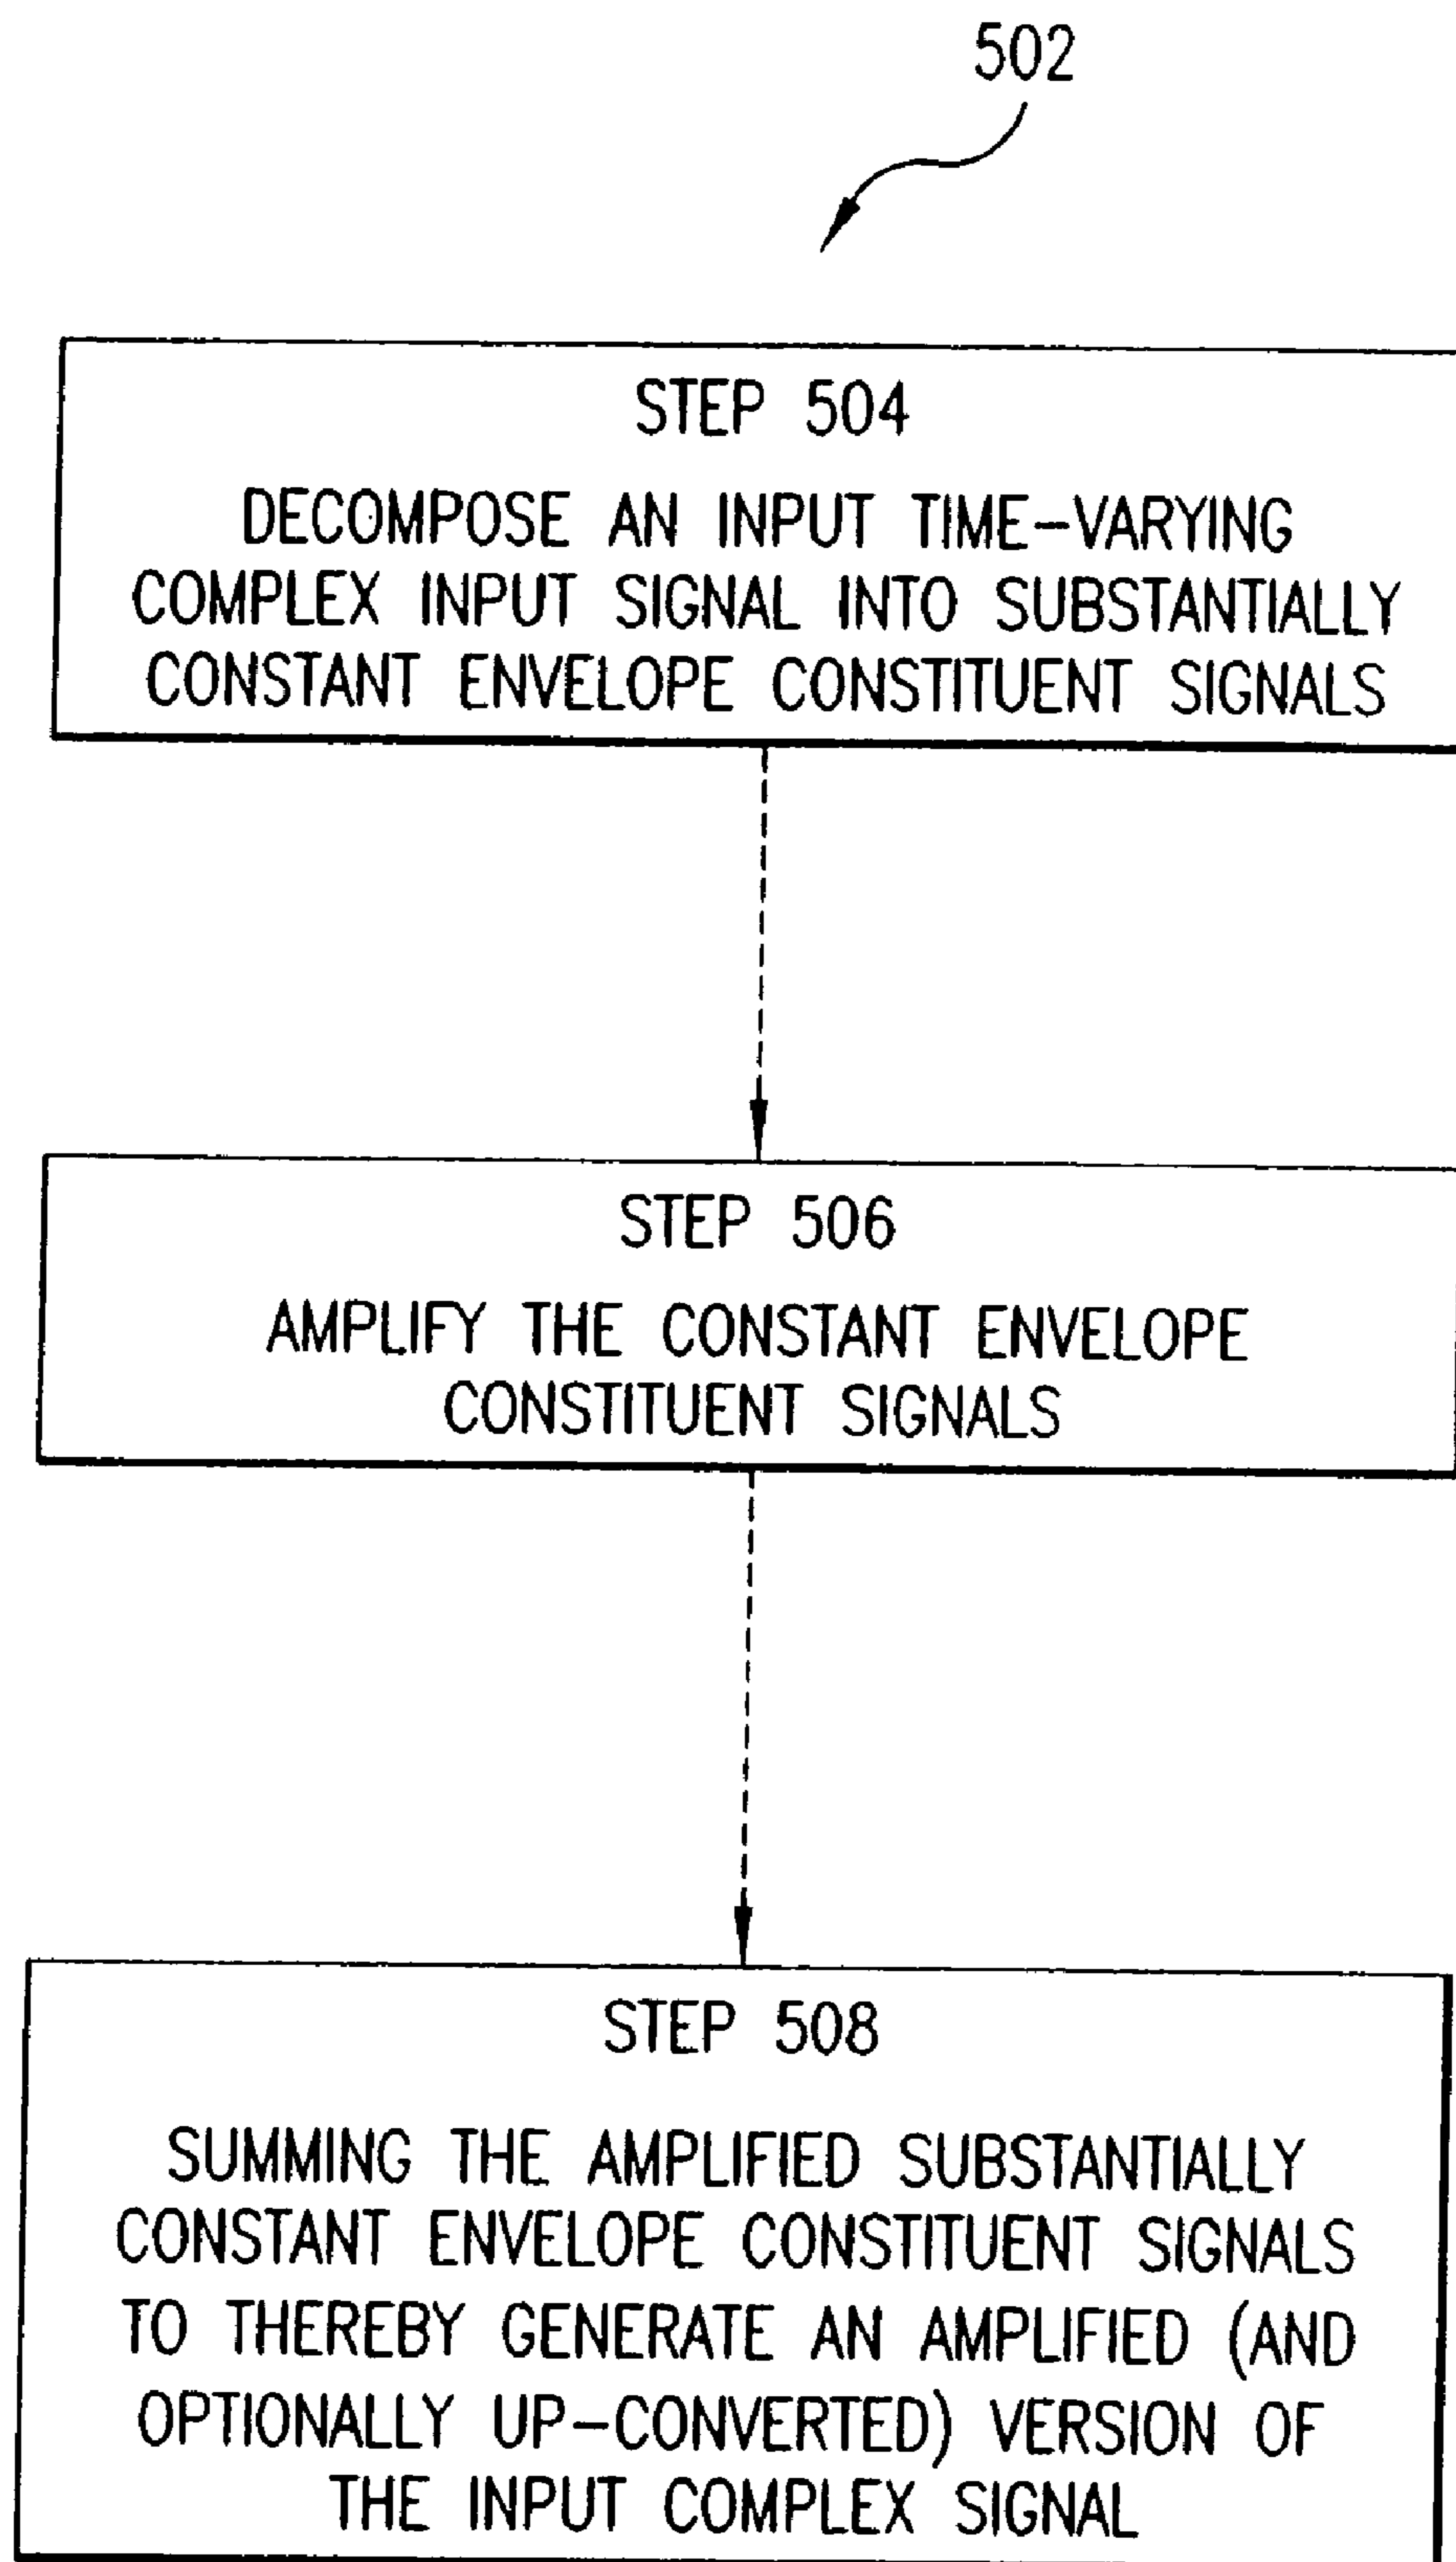 502
STEP 504
DECOMPOSE AN INPUT TIME-VARYING
COMPLEX INPUT SIGNAL INTO SUBSTANTIALLY
CONSTANT ENVELOPE CONSTITUENT SIGNALS
STEP 506
AMPLIFY THE CONSTANT ENVELOPE
CONSTITUENT SIGNALS
STEP 508
SUMMING THE AMPLIFIED SUBSTANTIALLY
CONSTANT ENVELOPE CONSTITUENT SIGNALS
TO THEREBY GENERATE AN AMPLIFIED (AND
OPTIONALLY UP-CONVERTED) VERSION OF
THE INPUT COMPLEX SIGNAL